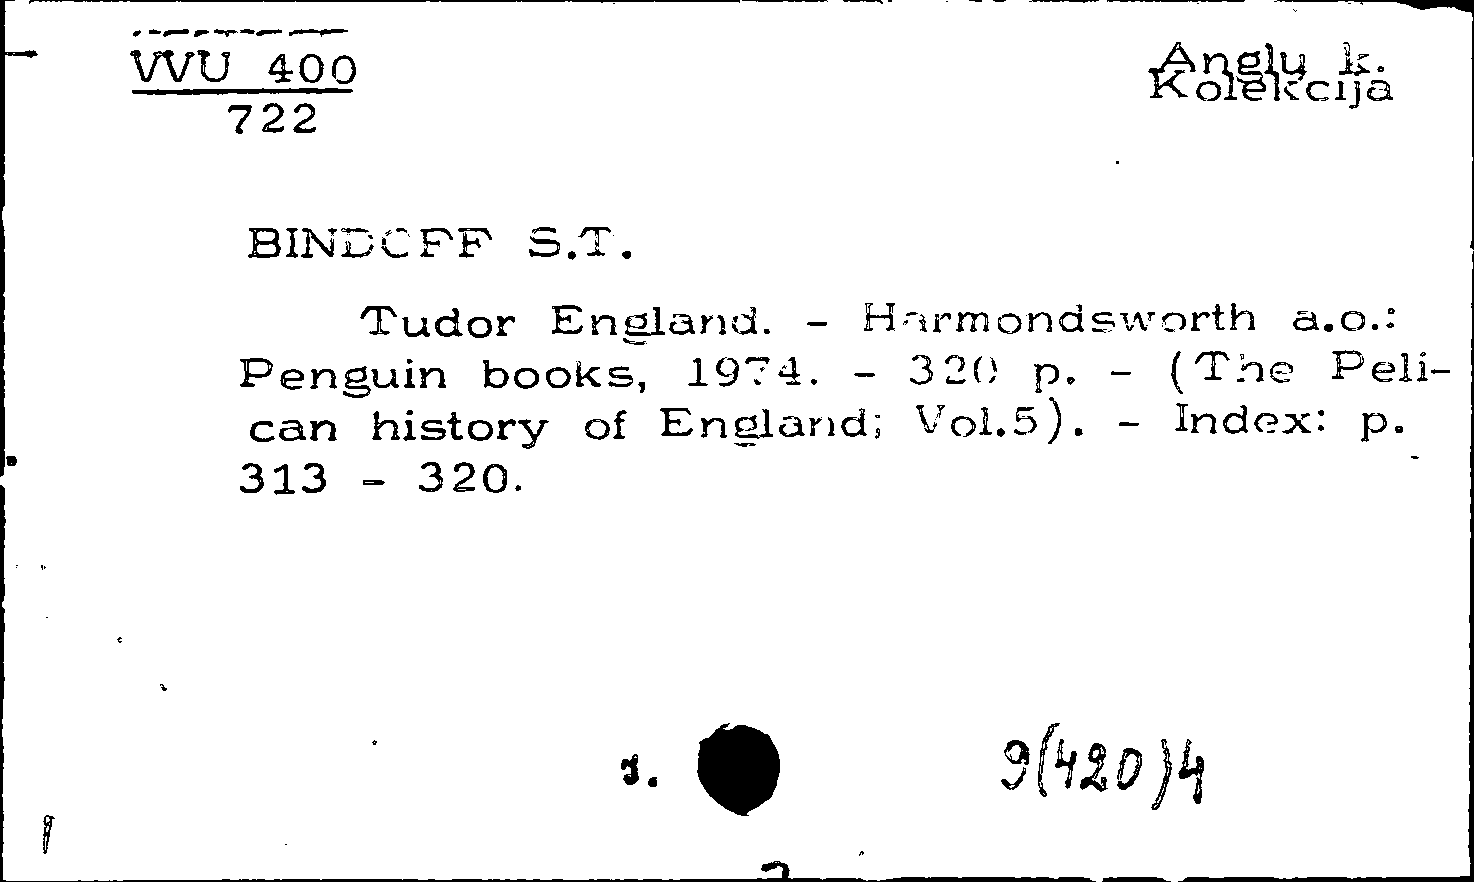 VVU 400
722
Anglų k.
Kolekcija
BINDOFF S.T.
Tudor England. - Harmondsworth a.o.:
Penguin books, 1974. - 320 p. - (The Peli-
can history of England; Vol.5). - Index: p.
313 - 320.
9(420)4